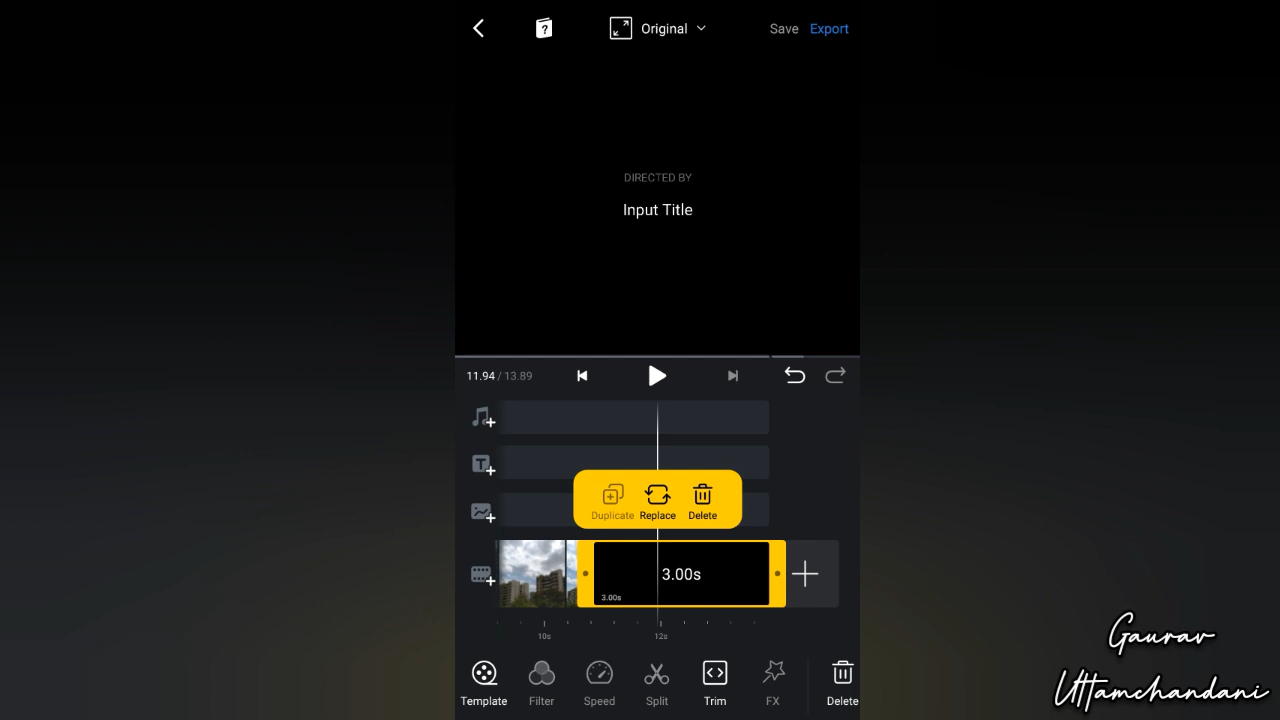 Original
Save Export
DIRECTED BY
Input Title
11.94 / 13.89
Duplicate Replace Delete
3.00s
3.00s
10s 12s
Template Filter Speed Split Trim FX Delete
Gaurav
Uttamchandani